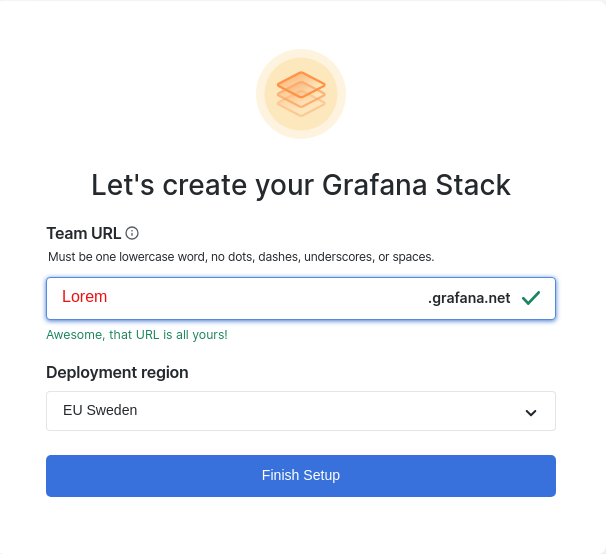 Let's create your Grafana Stack
Team URL
Must be one lowercase word, no dots, dashes, underscores, or spaces.
Lorem .grafana.net
Awesome, that URL is all yours!
Deployment region
EU Sweden
Finish Setup